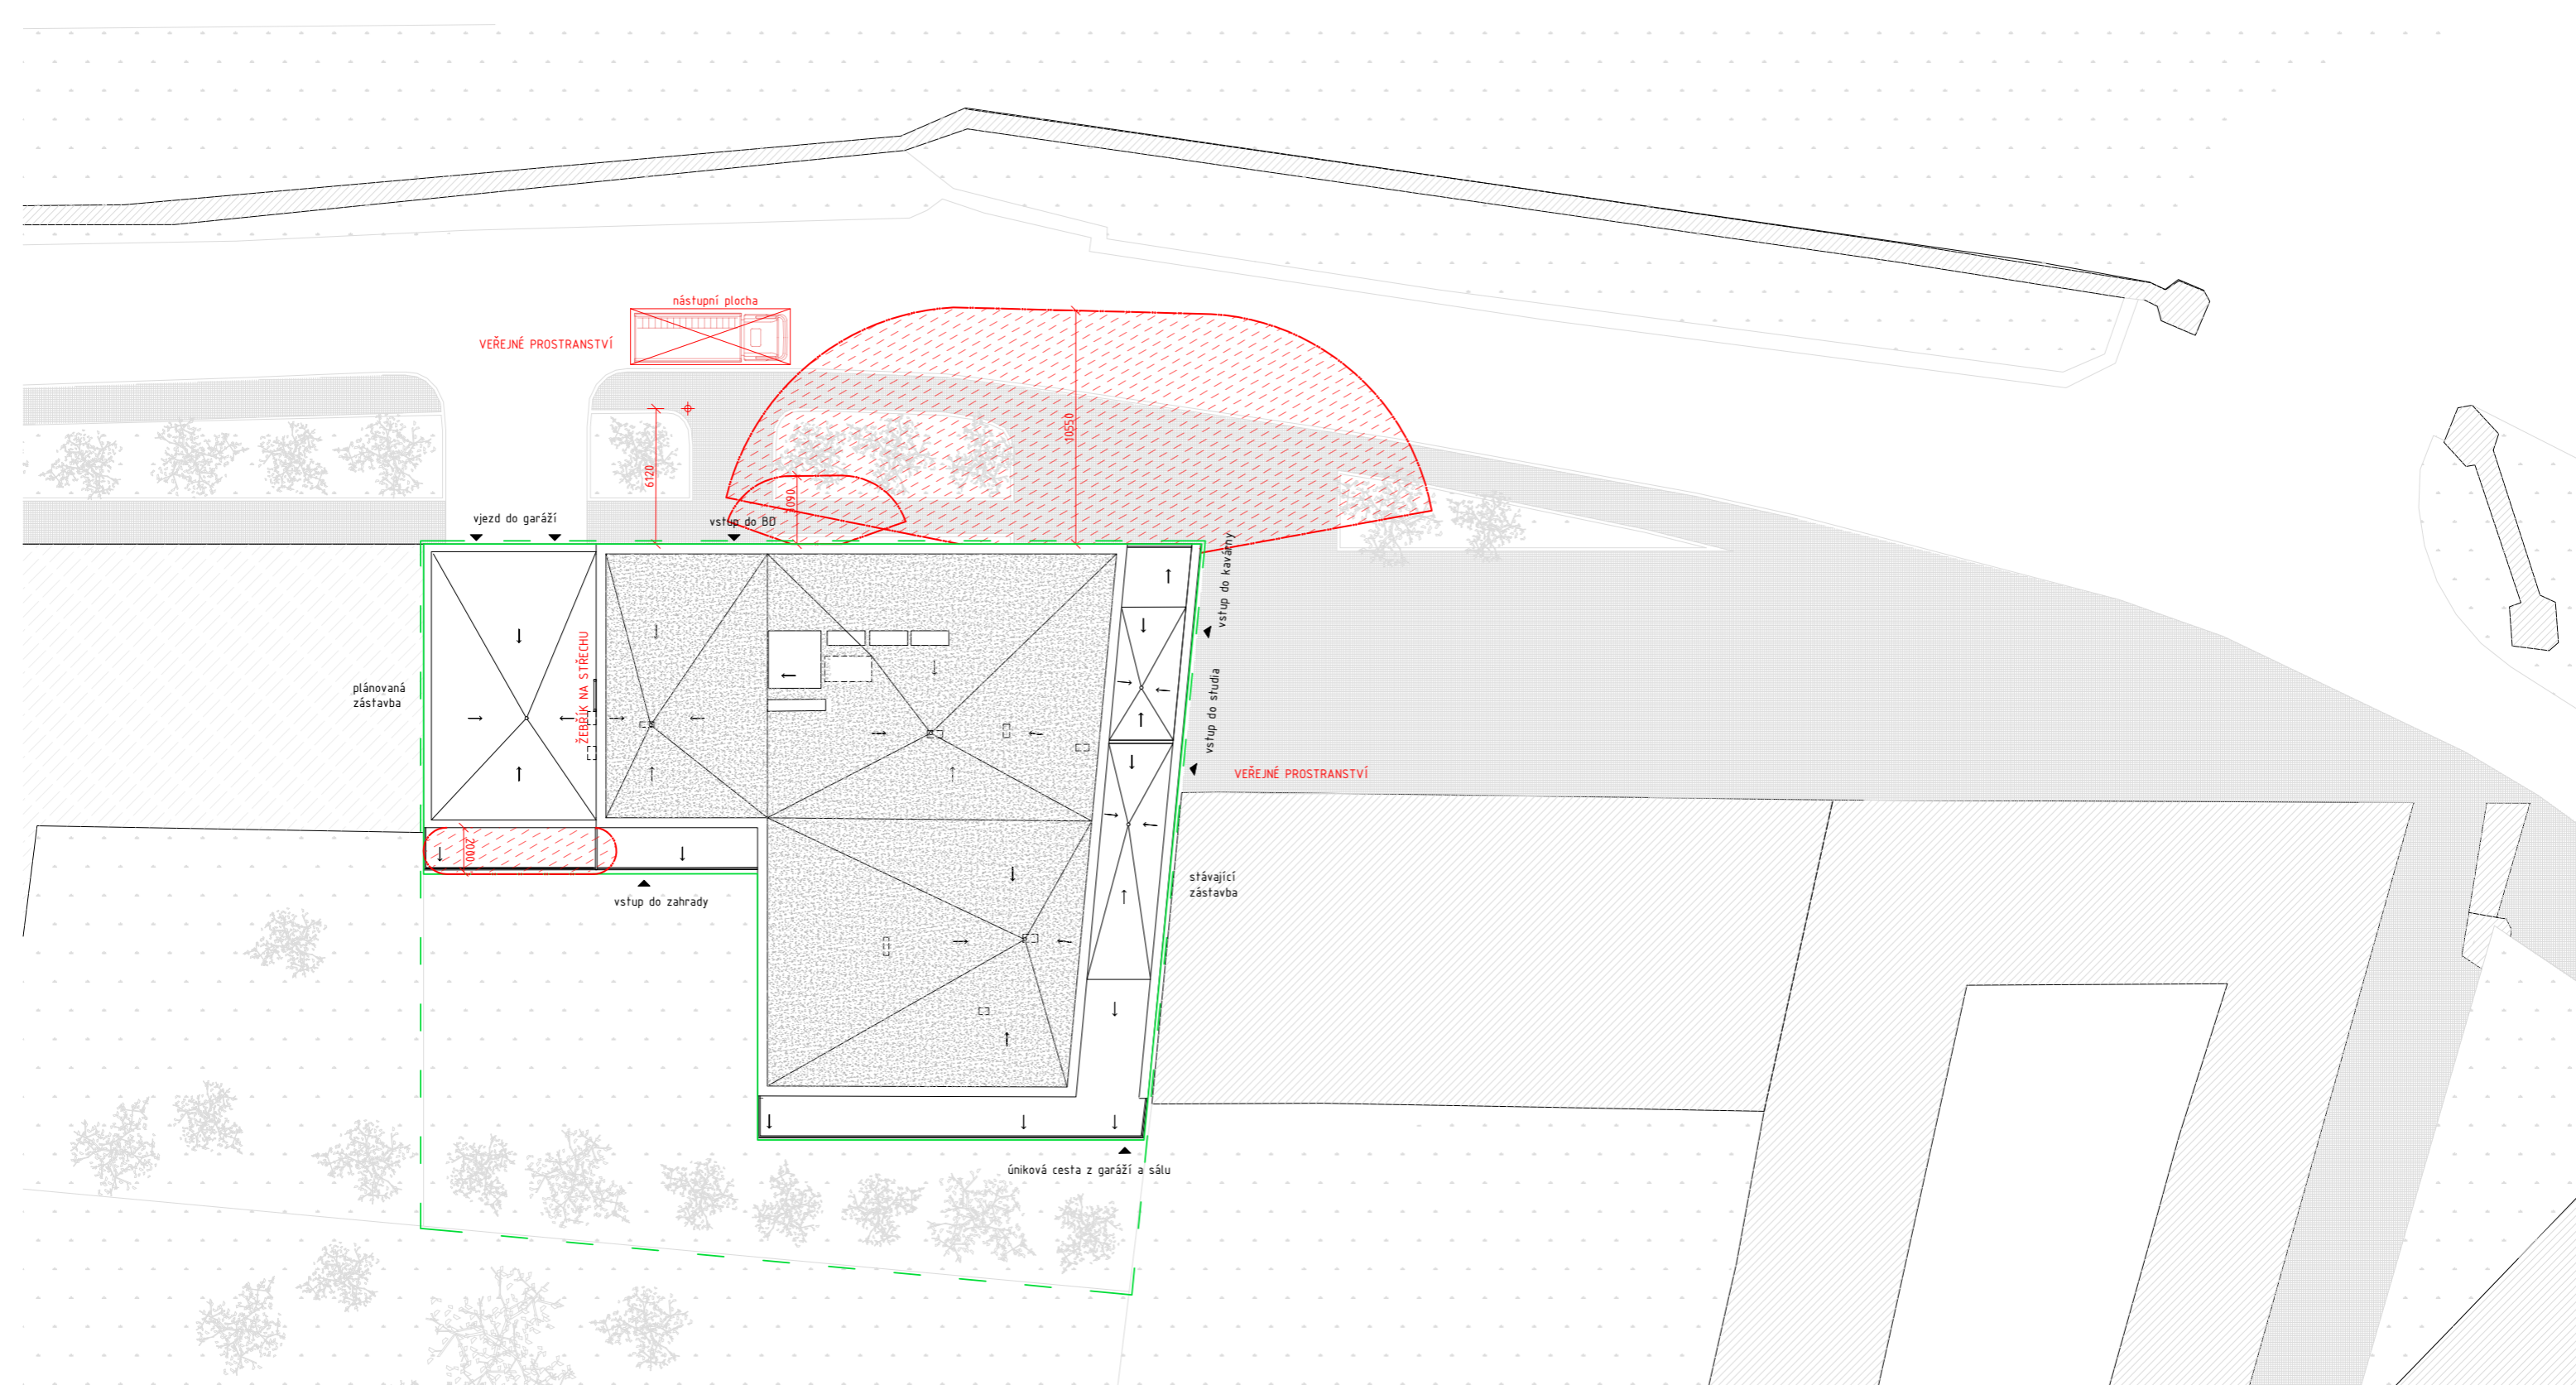 nástupní plocha
VEŘEJNÉ PROSTRANSTVÍ
10550
6120
3090
vjezd do garáží
vstup do BD
vstup do kavárny
ŽEBŘÍK NA STŘECHU
plánovaná
zástavba
vstup do studia
VEŘEJNÉ PROSTRANSTVÍ
2000
stávající
zástavba
vstup do zahrady
úniková cesta z garáží a sálu